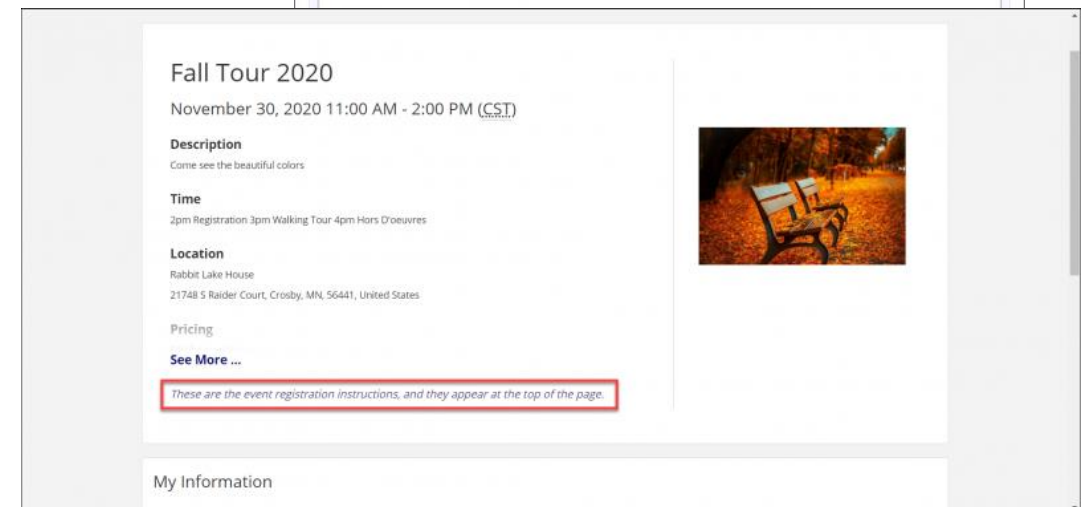 Fall Tour 2020
November 30, 2020 11:00 AM - 2:00 PM (CST)
Description
Come see the beautiful colors
Time
2pm Registration 3pm Walking Tour 4pm Hors D'oeuvres
Location
Rabbit Lake House
21748 S Raider Court, Crosby, MN, 56441, United States
Pricing
See More ...
These are the event registration instructions, and they appear at the top of the page.
My Information